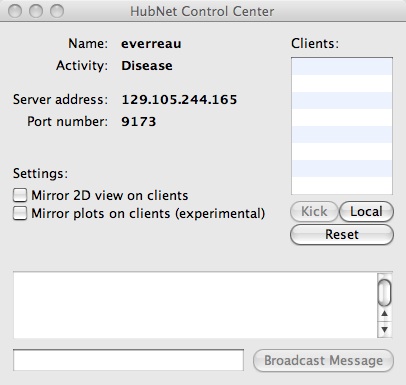 HubNet Control Center
Name: everreau
Activity: Disease
Server address: 129.105.244.165
Port number: 9173
Clients:
Settings:
Mirror 2D view on clients
Mirror plots on clients (experimental)
Kick Local
Reset
Broadcast Message